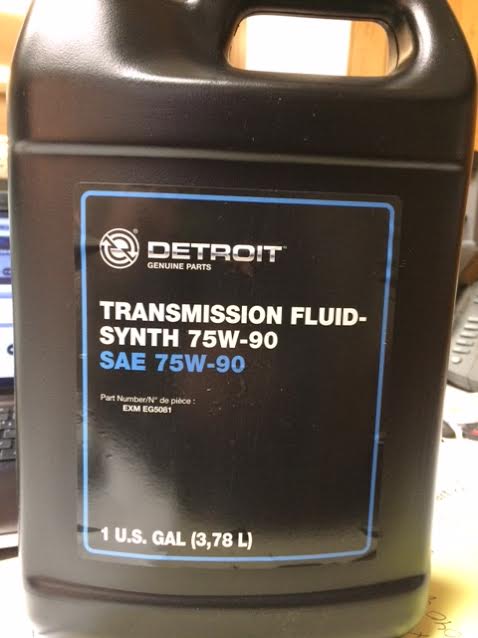 DETROIT™
GENUINE PARTS
TRANSMISSION FLUID-
SYNTH 75W-90
SAE 75W-90
Part Number/N° de pièce :
EXM EG5081
1 U.S. GAL (3,78 L)